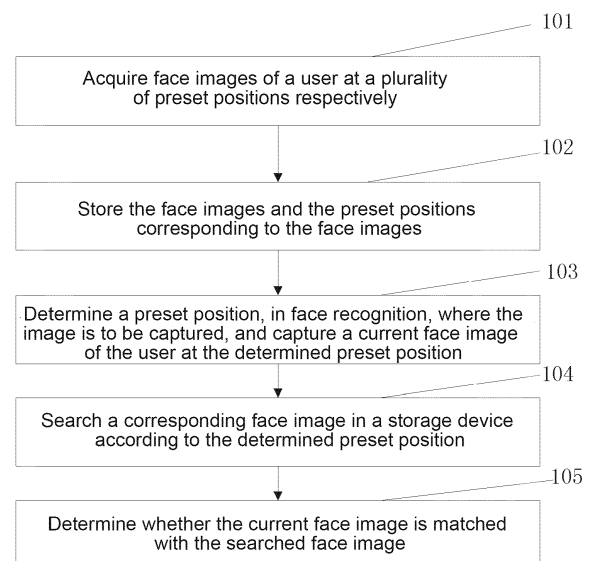 101
Acquire face images of a user at a plurality
of preset positions respectively
102
Store the face images and the preset positions
corresponding to the face images
103
Determine a preset position, in face recognition, where the
image is to be captured, and capture a current face image
of the user at the determined preset position
104
Search a corresponding face image in a storage device
according to the determined preset position
105
Determine whether the current face image is matched
with the searched face image